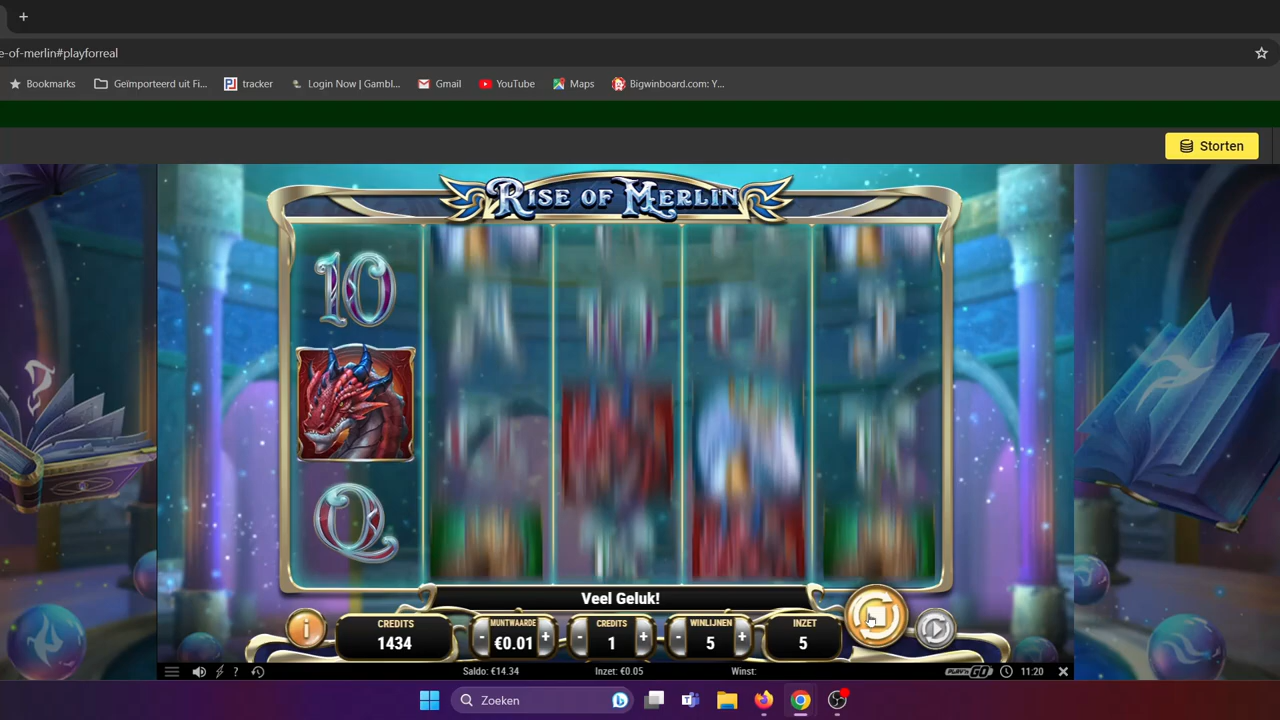 e-of-merlin#playforreal
Bookmarks Geïmporteerd uit Fi... tracker Login Now | Gambl... Gmail YouTube Maps Bigwinboard.com: Y...
Storten
RISE OF MERLIN
10
Q
Veel Geluk!
CREDITS MUNTWAARDE CREDITS WINLIJNEN INZET
1434 - €0.01 + - 1 + - 5 + 5
? Saldo: €14.34 Inzet: €0.05 Winst: PLAY'N GO 11:20
Zoeken